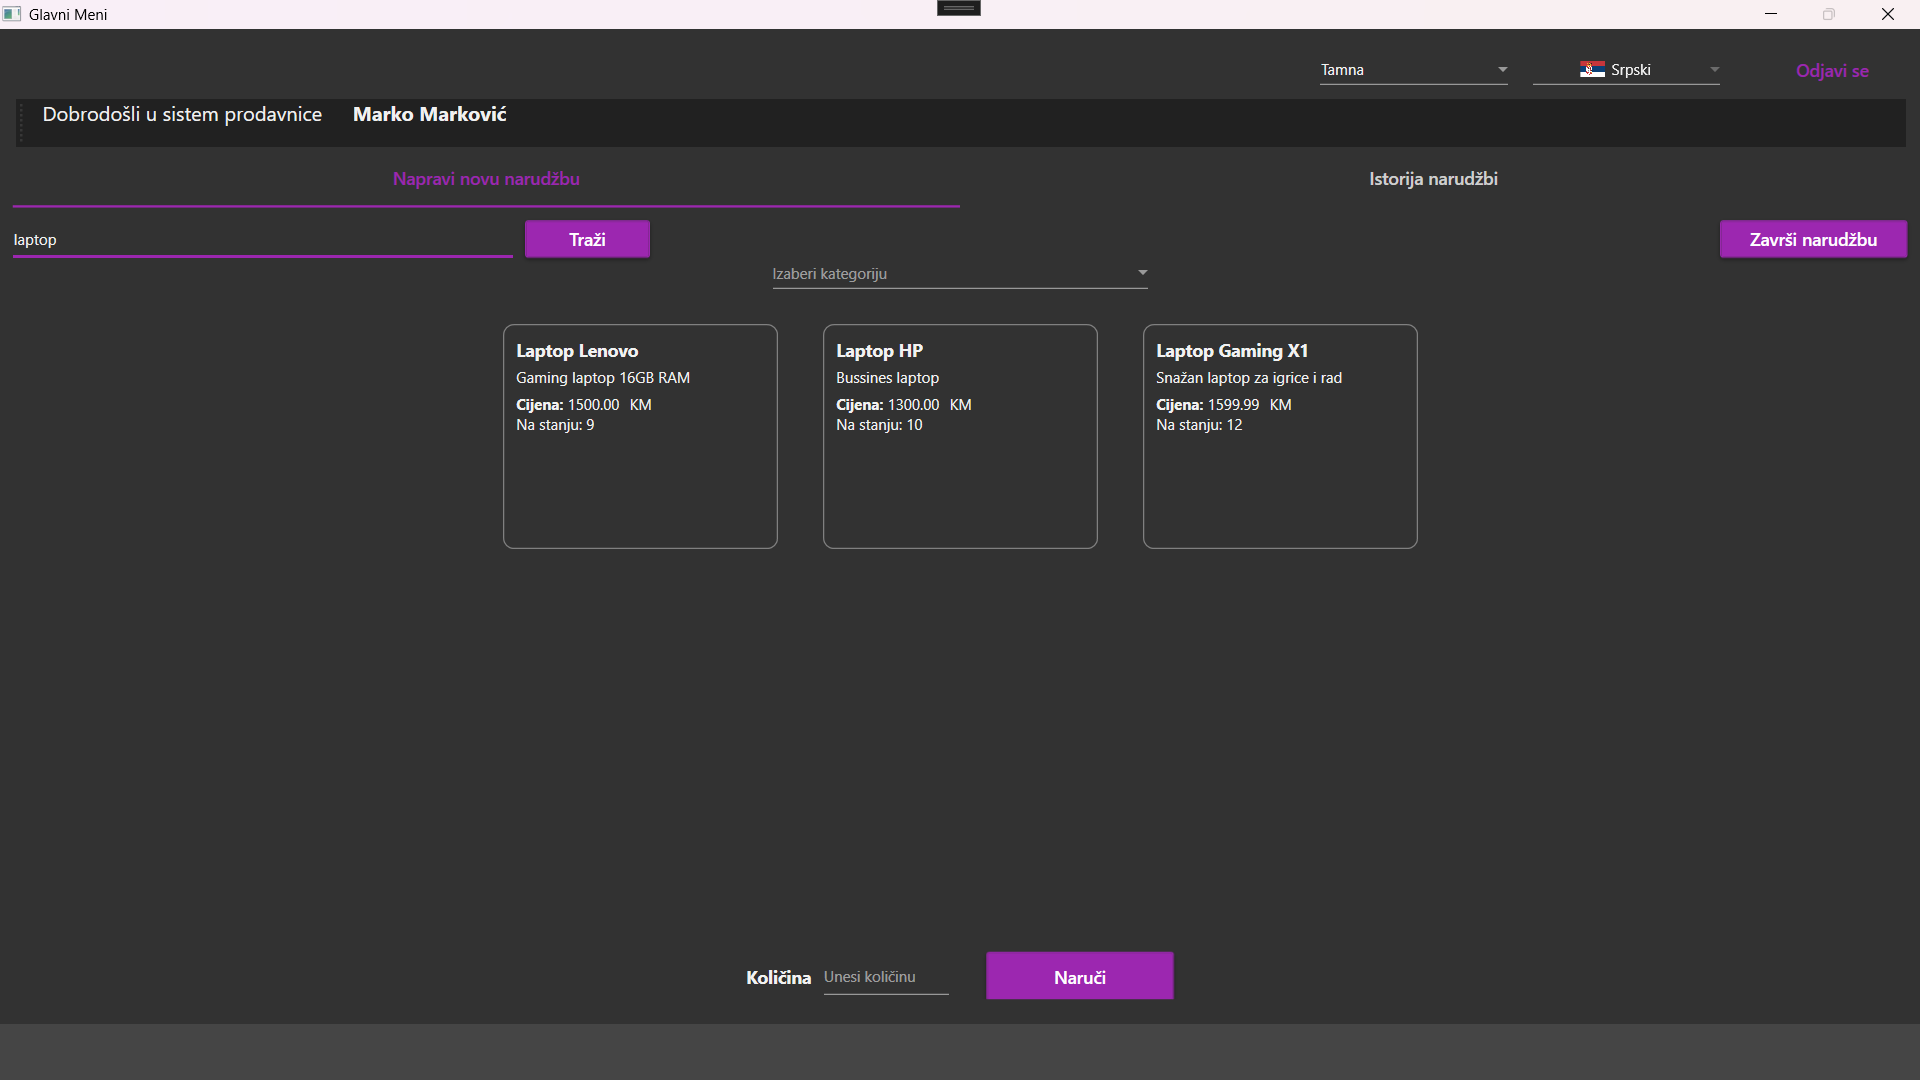 Glavni Meni
Tamna
Srpski
Odjavi se
Dobrodošli u sistem prodavnice Marko Marković
Napravi novu narudžbu
Istorija narudžbi
laptop
Traži
Završi narudžbu
Izaberi kategoriju
Laptop Lenovo
Gaming laptop 16GB RAM
Cijena: 1500.00 KM
Na stanju: 9
Laptop HP
Bussines laptop
Cijena: 1300.00 KM
Na stanju: 10
Laptop Gaming X1
Snažan laptop za igrice i rad
Cijena: 1599.99 KM
Na stanju: 12
Količina
Unesi količinu
Naruči